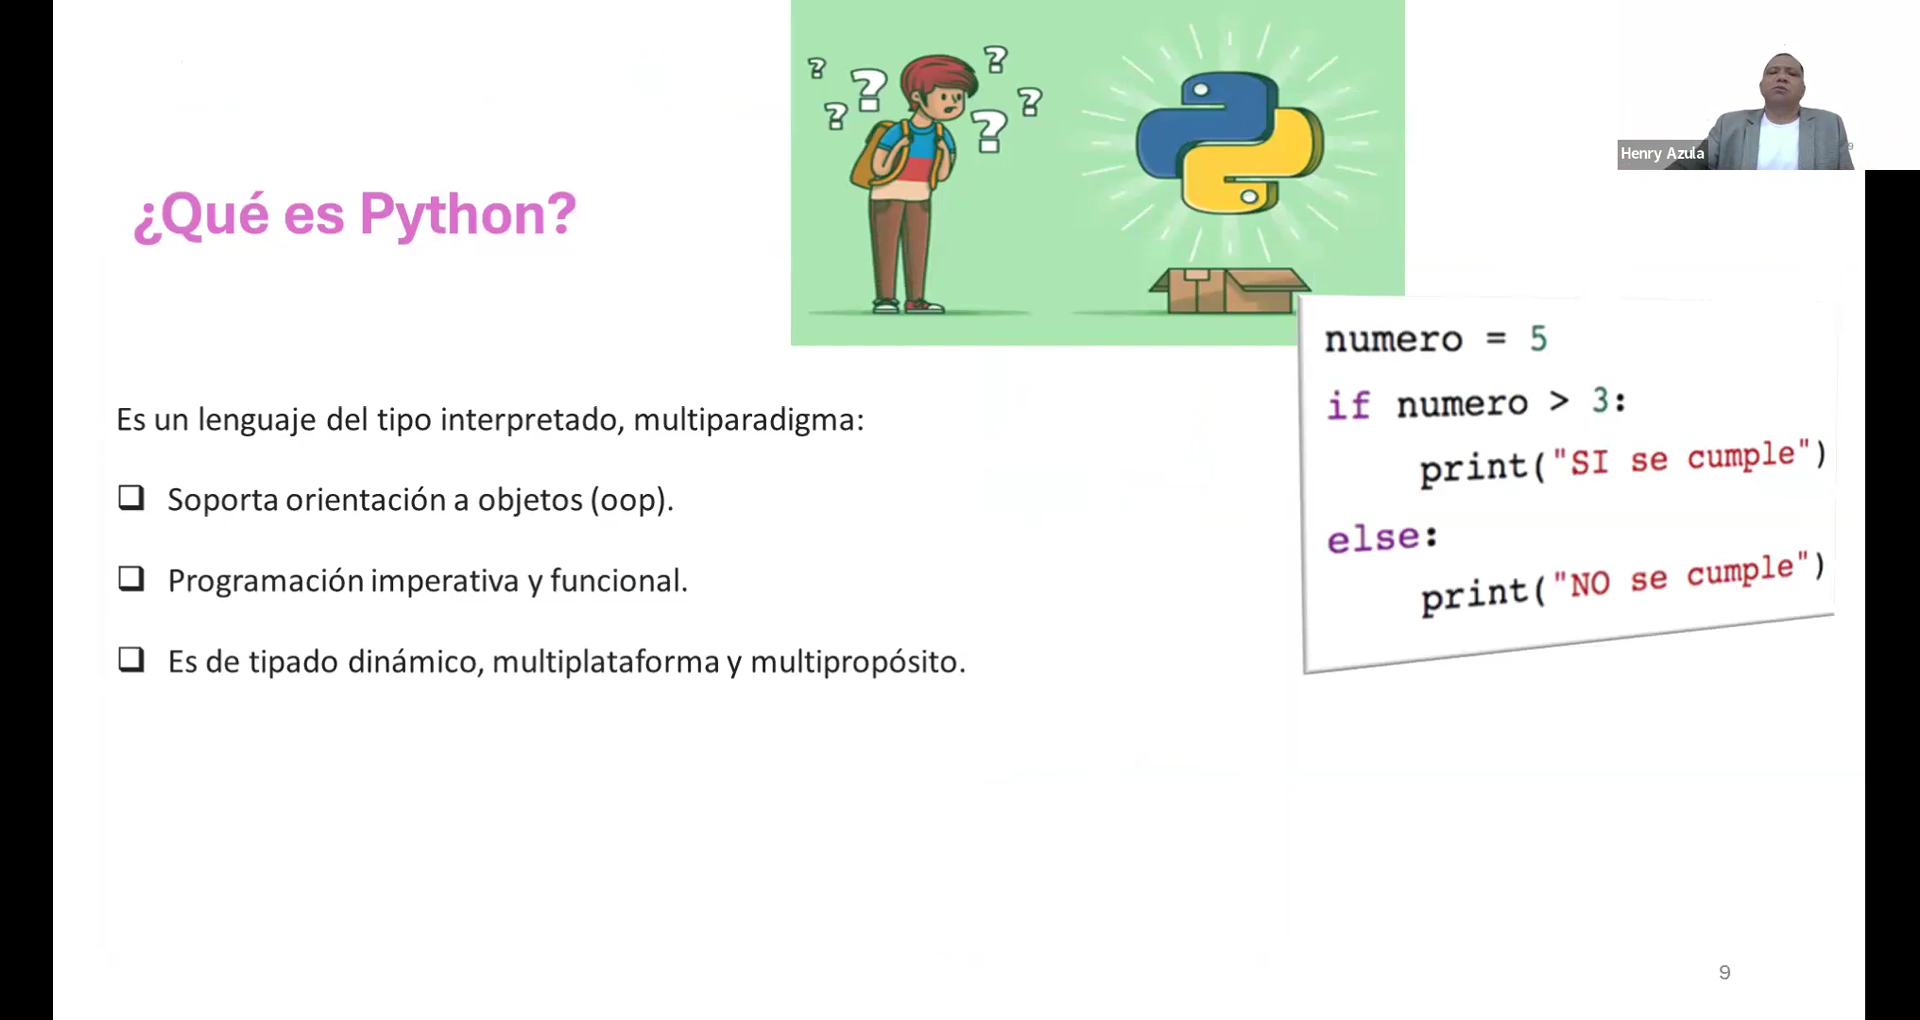 Henry Azula
9
¿Qué es Python?
numero = 5
if numero > 3:
print("SI se cumple")
else:
print("NO se cumple")
Es un lenguaje del tipo interpretado, multiparadigma:
Soporta orientación a objetos (oop).
Programación imperativa y funcional.
Es de tipado dinámico, multiplataforma y multipropósito.
9